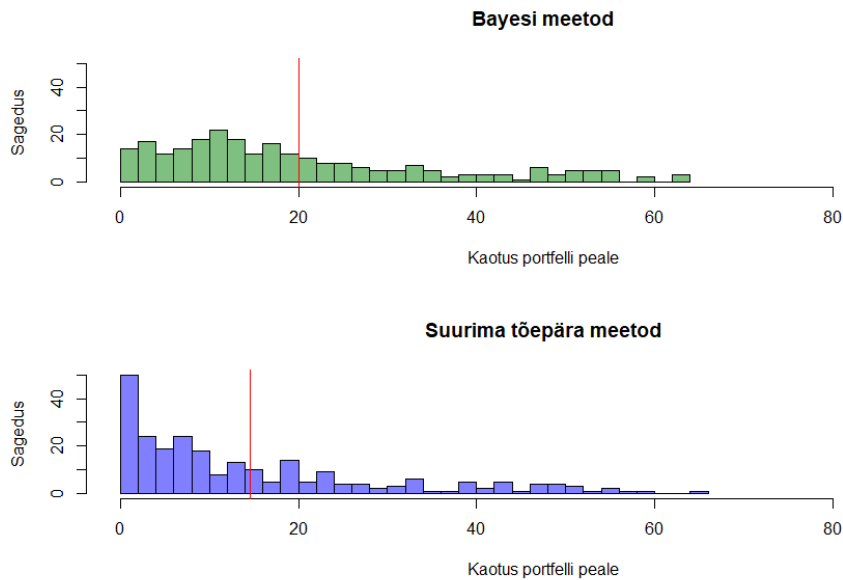 Bayesi meetod
Sagedus
0
20
40
0 20 40 60 80
Kaotus portfelli peale
Suurima tõepära meetod
Sagedus
0
20
40
0 20 40 60 80
Kaotus portfelli peale